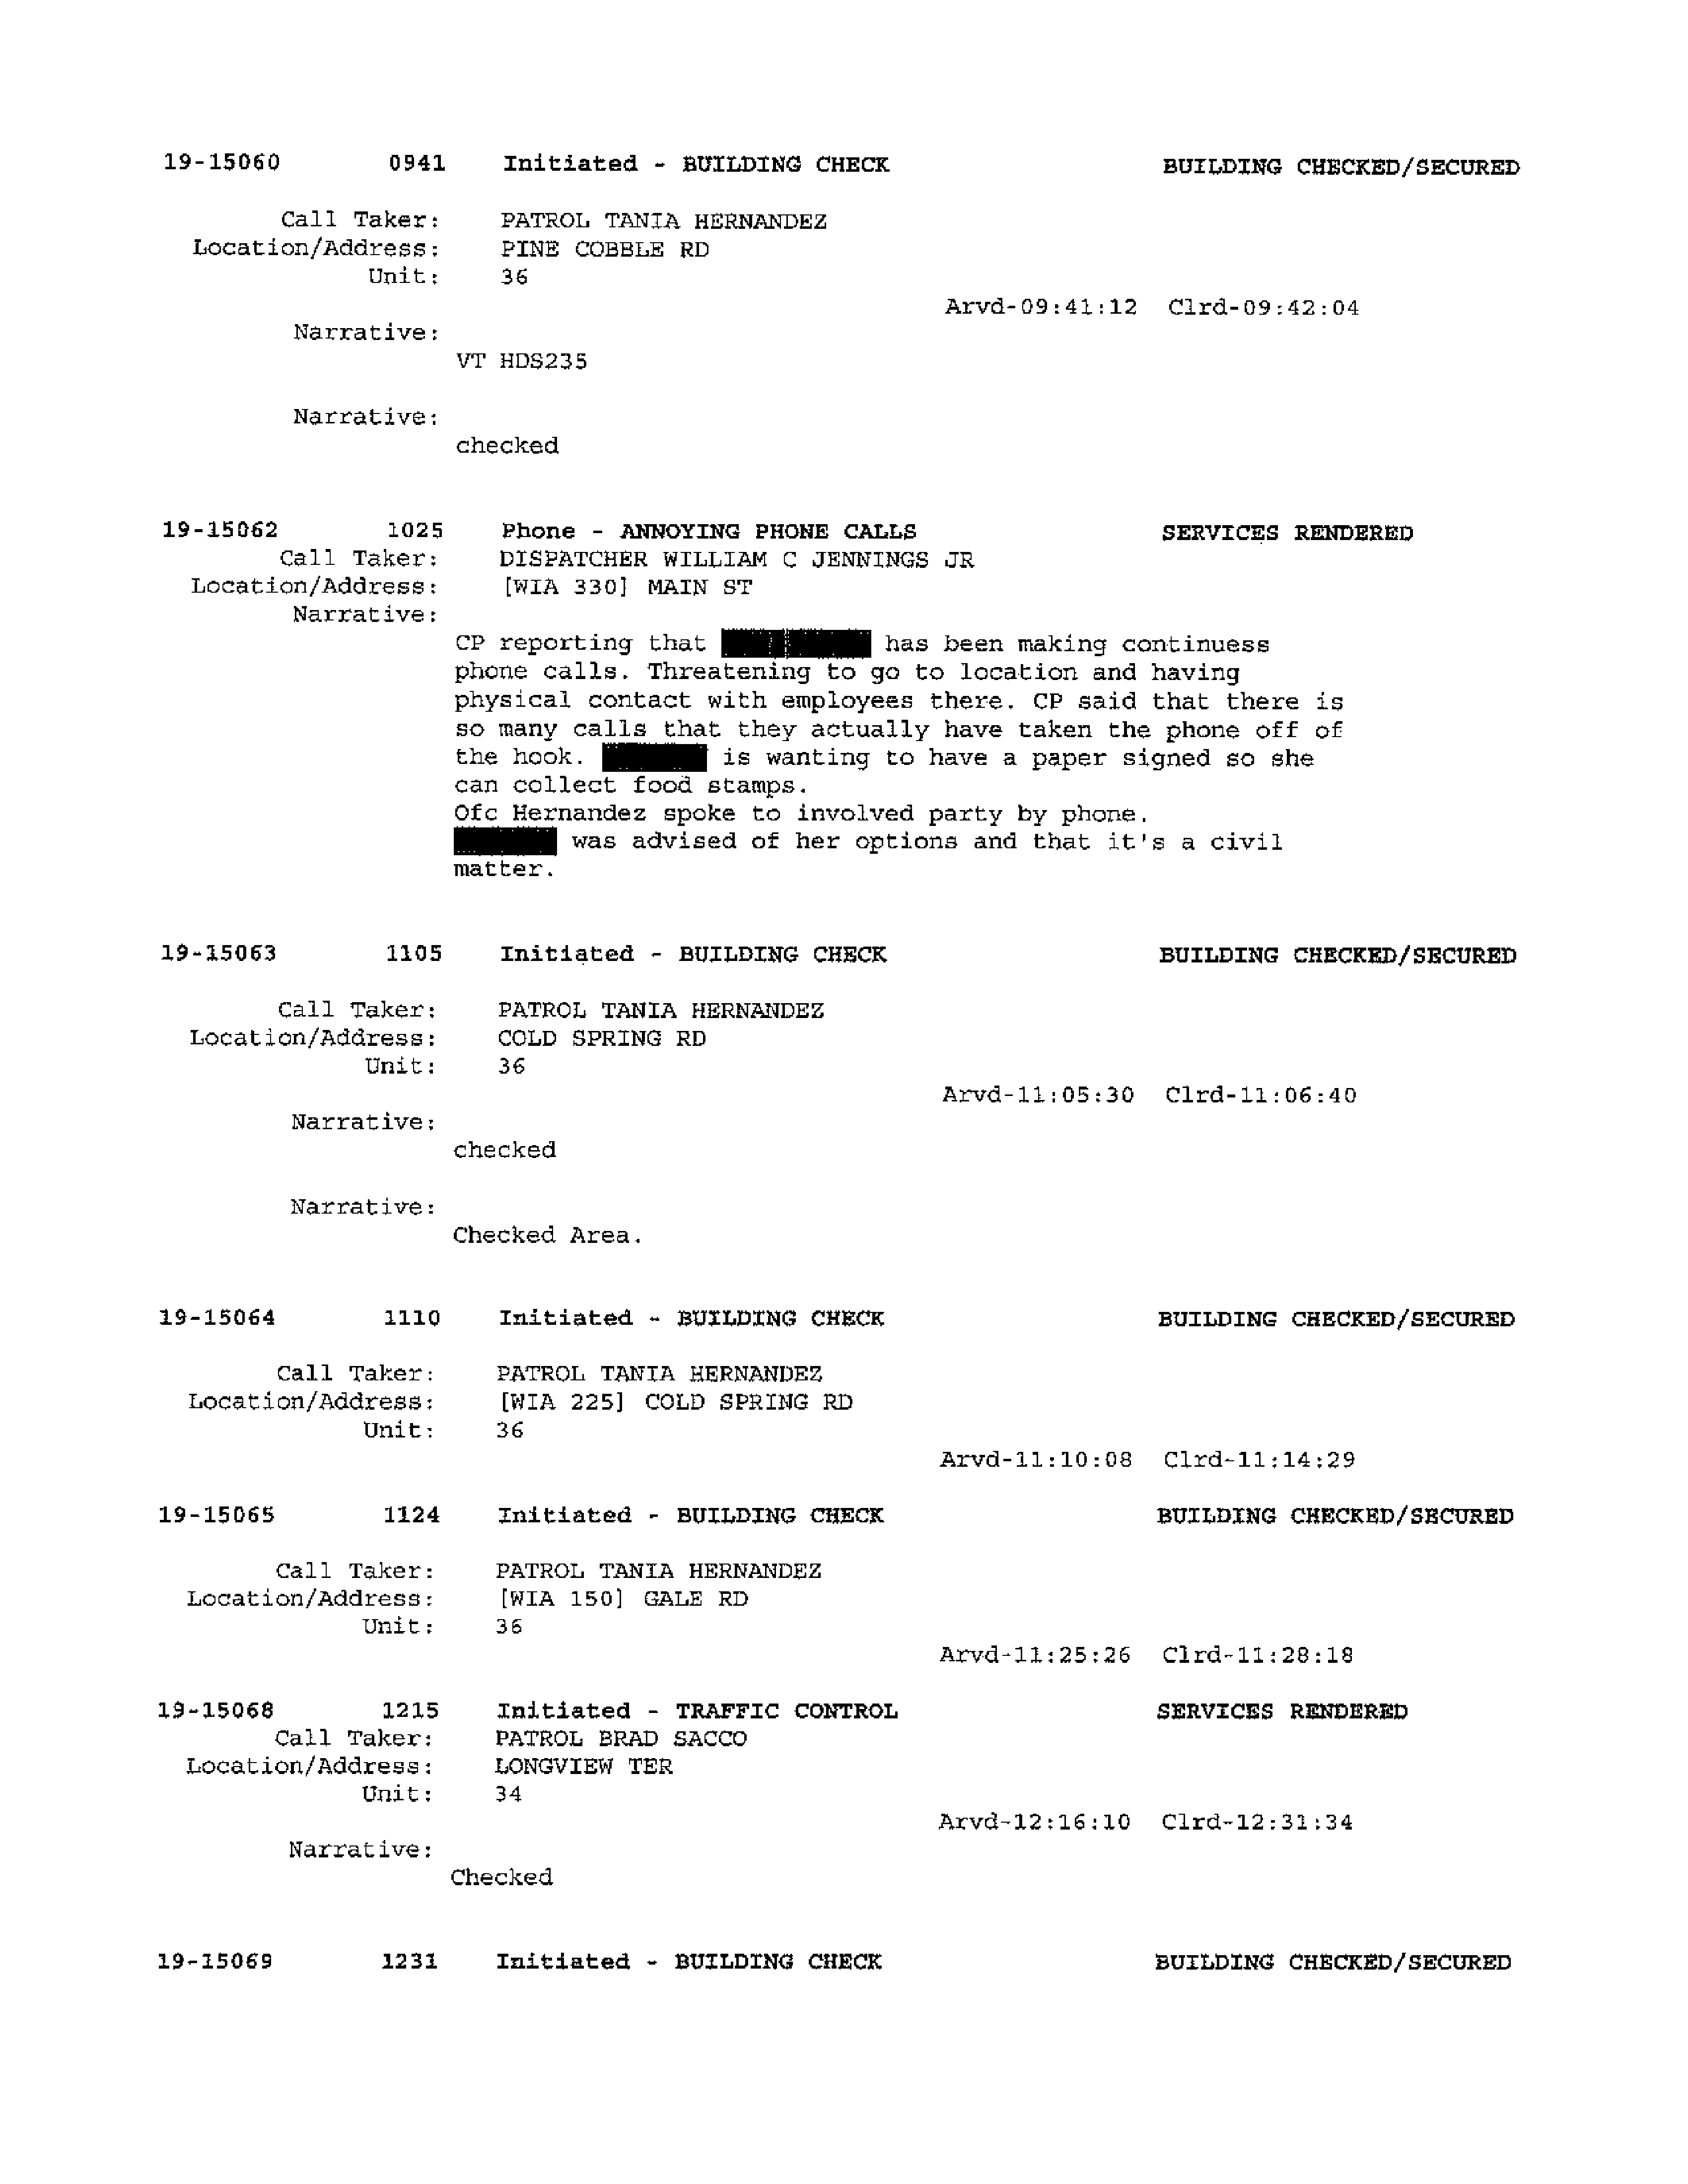 19-15060 0941 Initiated - BUILDING CHECK BUILDING CHECKED/SECURED
Call Taker: PATROL TANIA HERNANDEZ
Location/Address: PINE COBBLE RD
Unit: 36
Arvd-09:41:12 Clrd-09:42:04
Narrative:
VT HDS235
Narrative:
checked
19-15062 1025 Phone - ANNOYING PHONE CALLS SERVICES RENDERED
Call Taker: DISPATCHER WILLIAM C JENNINGS JR
Location/Address: [WIA 330] MAIN ST
Narrative:
CP reporting that has been making continuess
phone calls. Threatening to go to location and having
physical contact with employees there. CP said that there is
so many calls that they actually have taken the phone off of
the hook. is wanting to have a paper signed so she
can collect food stamps.
Ofc Hernandez spoke to involved party by phone.
was advised of her options and that it's a civil
matter.
19-15063 1105 Initiated - BUILDING CHECK BUILDING CHECKED/SECURED
Call Taker: PATROL TANIA HERNANDEZ
Location/Address: COLD SPRING RD
Unit: 36
Arvd-11:05:30 Clrd-11:06:40
Narrative:
checked
Narrative:
Checked Area.
19-15064 1110 Initiated - BUILDING CHECK BUILDING CHECKED/SECURED
Call Taker: PATROL TANIA HERNANDEZ
Location/Address: [WIA 225] COLD SPRING RD
Unit: 36
Arvd-11:10:08 Clrd-11:14:29
19-15065 1124 Initiated - BUILDING CHECK BUILDING CHECKED/SECURED
Call Taker: PATROL TANIA HERNANDEZ
Location/Address: [WIA 150] GALE RD
Unit: 36
Arvd-11:25:26 Clrd-11:28:18
19-15068 1215 Initiated - TRAFFIC CONTROL SERVICES RENDERED
Call Taker: PATROL BRAD SACCO
Location/Address: LONGVIEW TER
Unit: 34
Arvd-12:16:10 Clrd-12:31:34
Narrative:
Checked
19-15069 1231 Initiated - BUILDING CHECK BUILDING CHECKED/SECURED